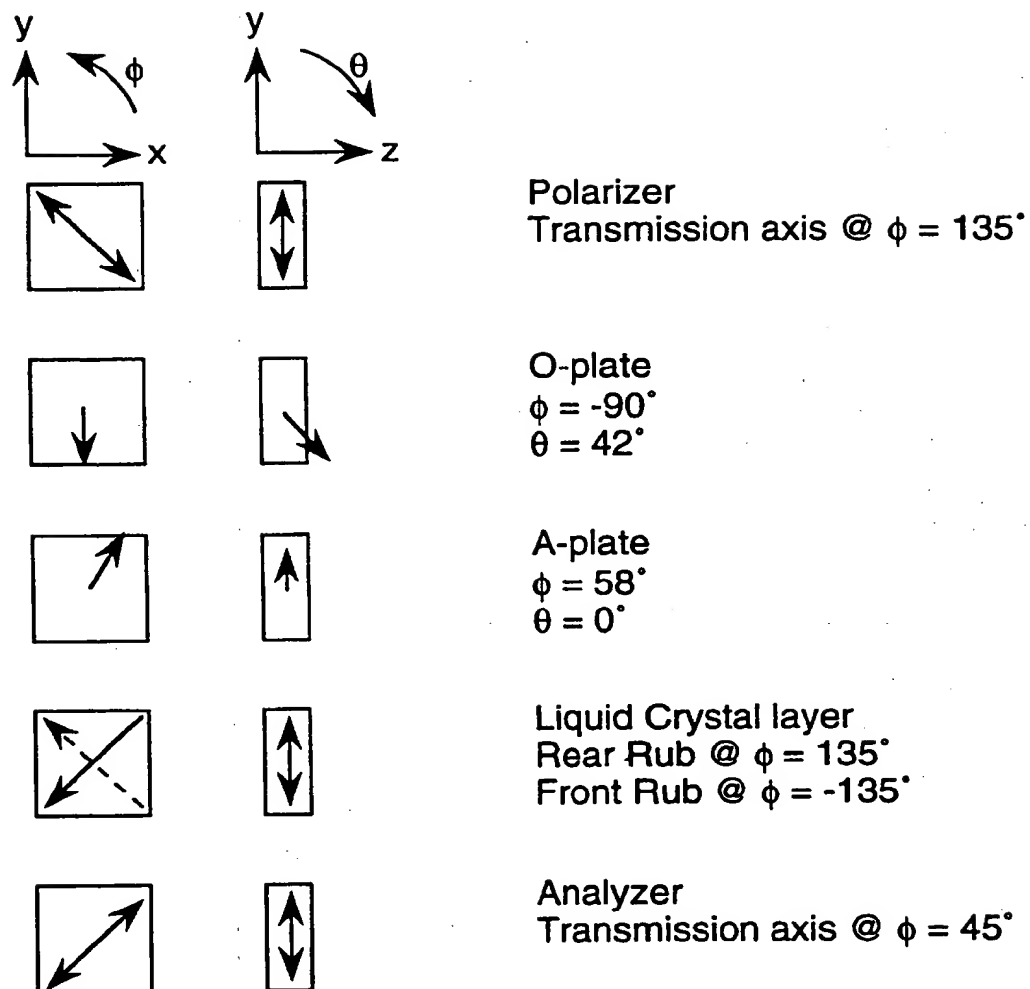 y
ϕ
x
y
θ
z
Polarizer
Transmission axis @ ϕ = 135°
O-plate
ϕ = -90°
θ = 42°
A-plate
ϕ = 58°
θ = 0°
Liquid Crystal layer
Rear Rub @ ϕ = 135°
Front Rub @ ϕ = -135°
Analyzer
Transmission axis @ ϕ = 45°